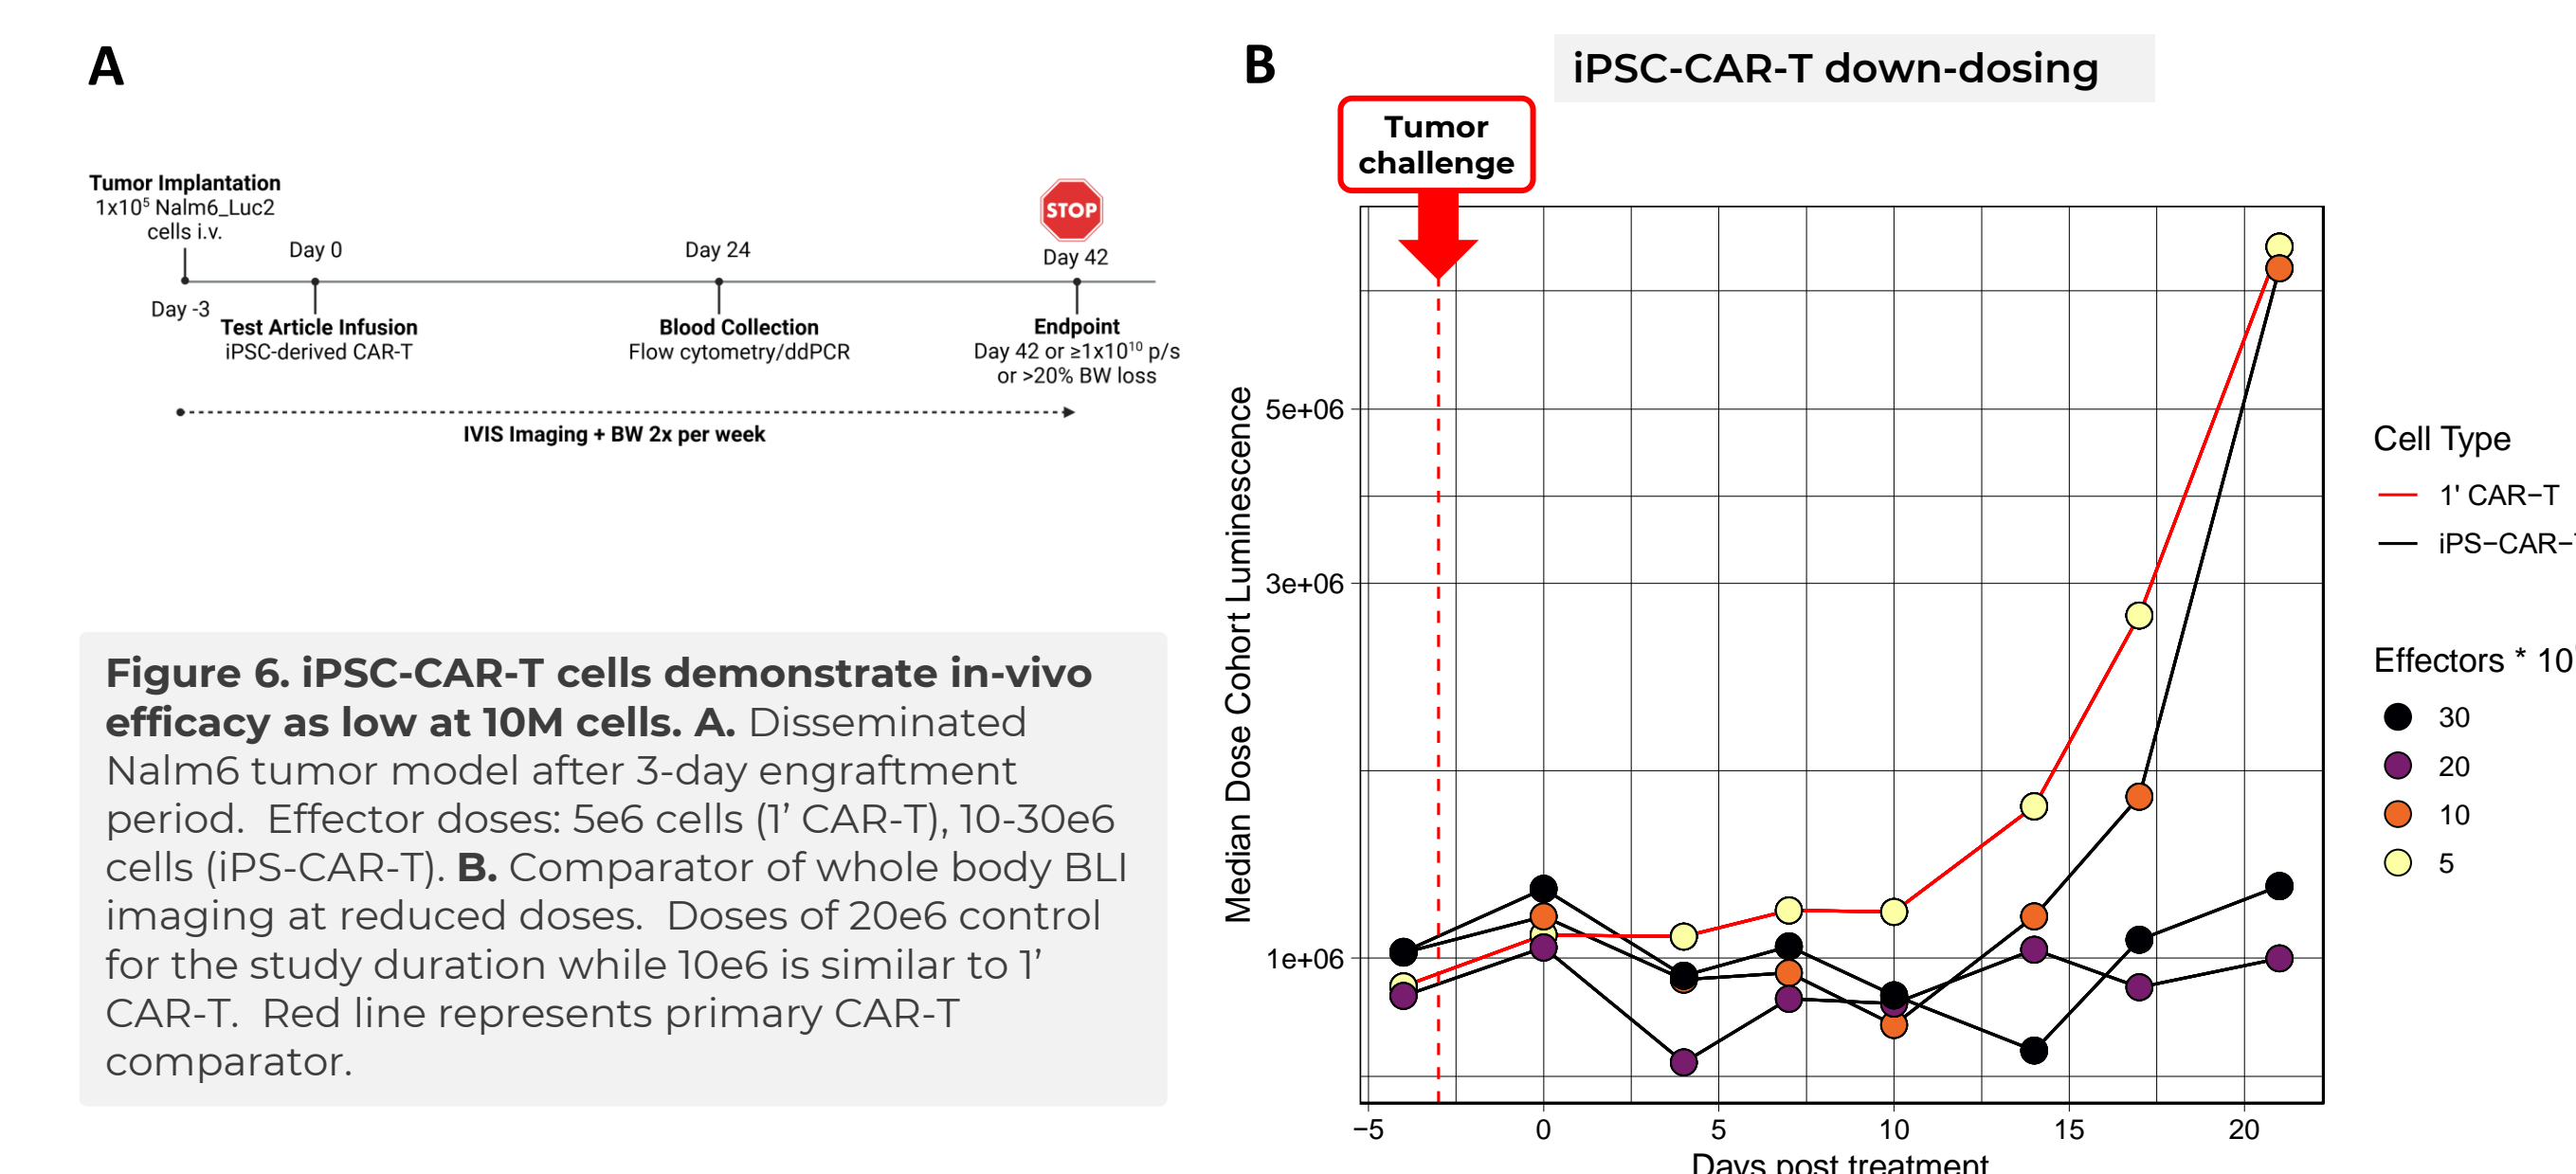 A
Tumor Implantation
1x10⁵ Nalm6_Luc2
cells i.v.
Day -3
Day 0
Test Article Infusion
iPSC-derived CAR-T
Day 24
Blood Collection
Flow cytometry/ddPCR
STOP
Day 42
Endpoint
Day 42 or ≥1x10¹⁰ p/s
or >20% BW loss
IVIS Imaging + BW 2x per week
Figure 6. iPSC-CAR-T cells demonstrate in-vivo
efficacy as low at 10M cells. A. Disseminated
Nalm6 tumor model after 3-day engraftment
period.  Effector doses: 5e6 cells (1’ CAR-T), 10-30e6
cells (iPS-CAR-T). B. Comparator of whole body BLI
imaging at reduced doses.  Doses of 20e6 control
for the study duration while 10e6 is similar to 1’
CAR-T.  Red line represents primary CAR-T
comparator.
B
iPSC-CAR-T down-dosing
Tumor
challenge
Median Dose Cohort Luminescence
5e+06
3e+06
1e+06
−5 0 5 10 15 20
Days post treatment
Cell Type
1' CAR−T
iPS−CAR−
Effectors * 10
30
20
10
5